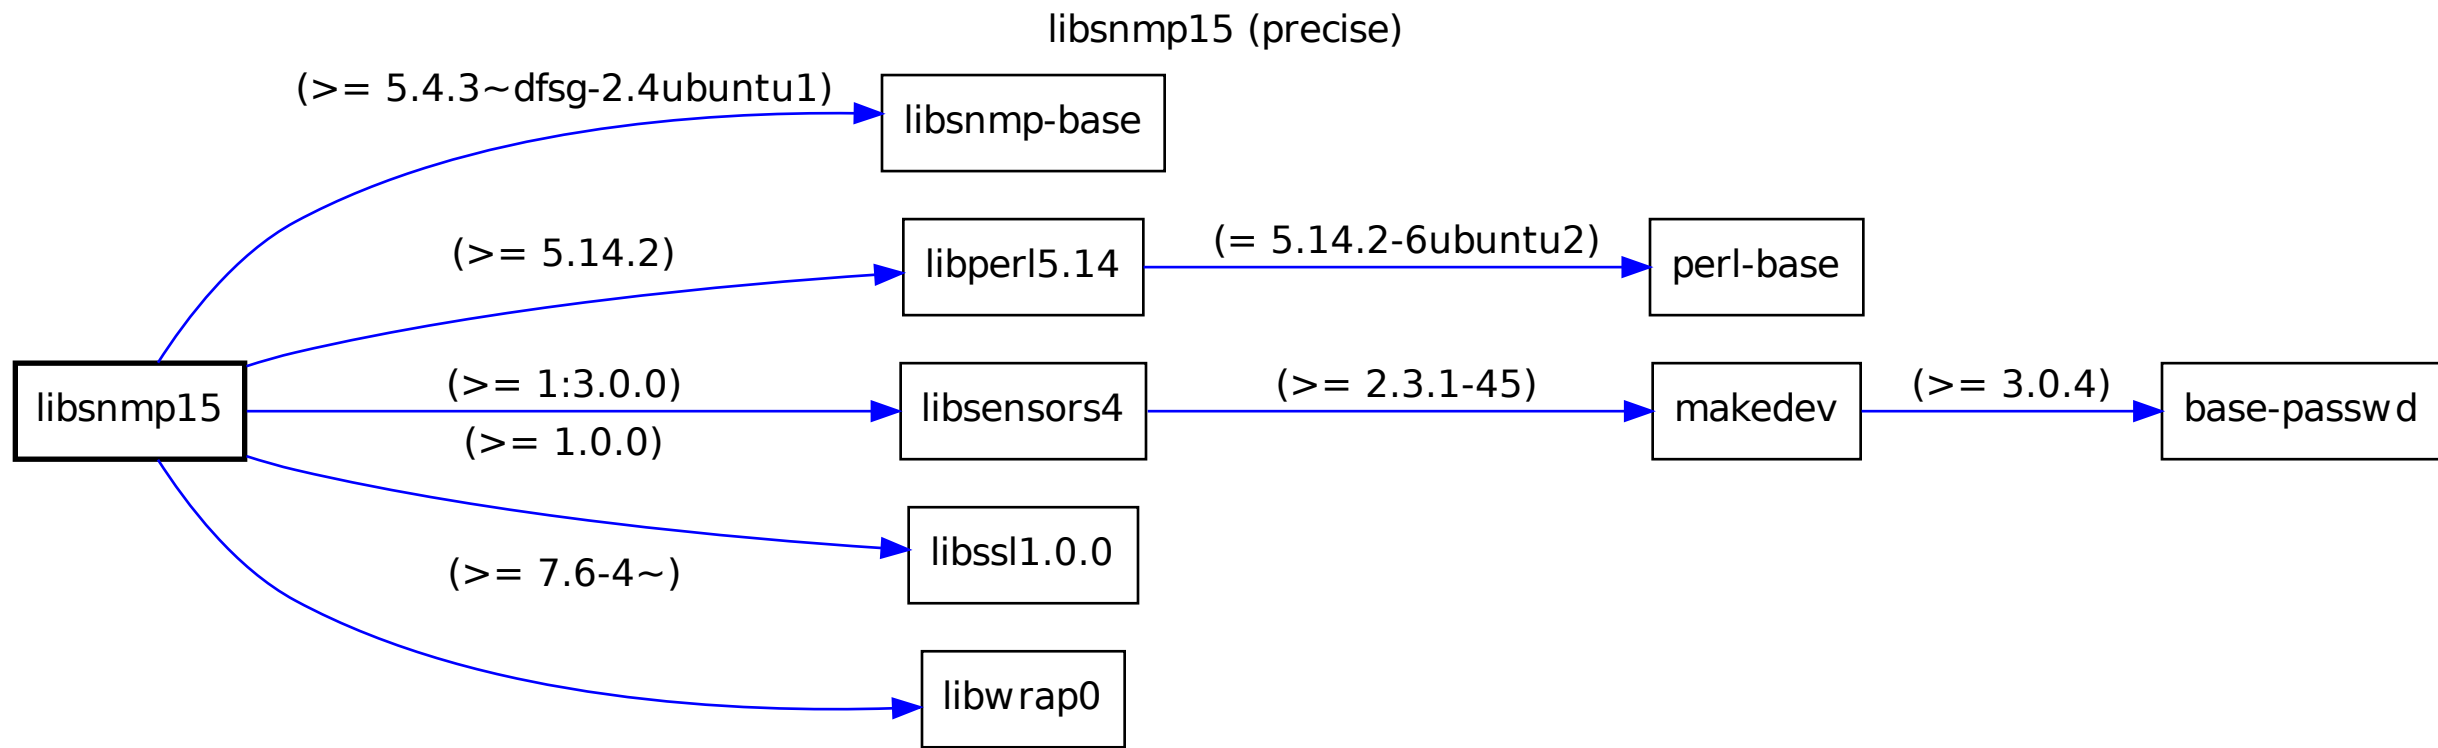 libsnmp15 (precise)
(>= 5.4.3~dfsg-2.4ubuntu1)
libsnmp-base
(>= 5.14.2)
libperl5.14
(= 5.14.2-6ubuntu2)
perl-base
libsnmp15
(>= 1:3.0.0)
libsensors4
(>= 2.3.1-45)
makedev
(>= 3.0.4)
base-passwd
(>= 1.0.0)
libssl1.0.0
(>= 7.6-4~)
libwrap0